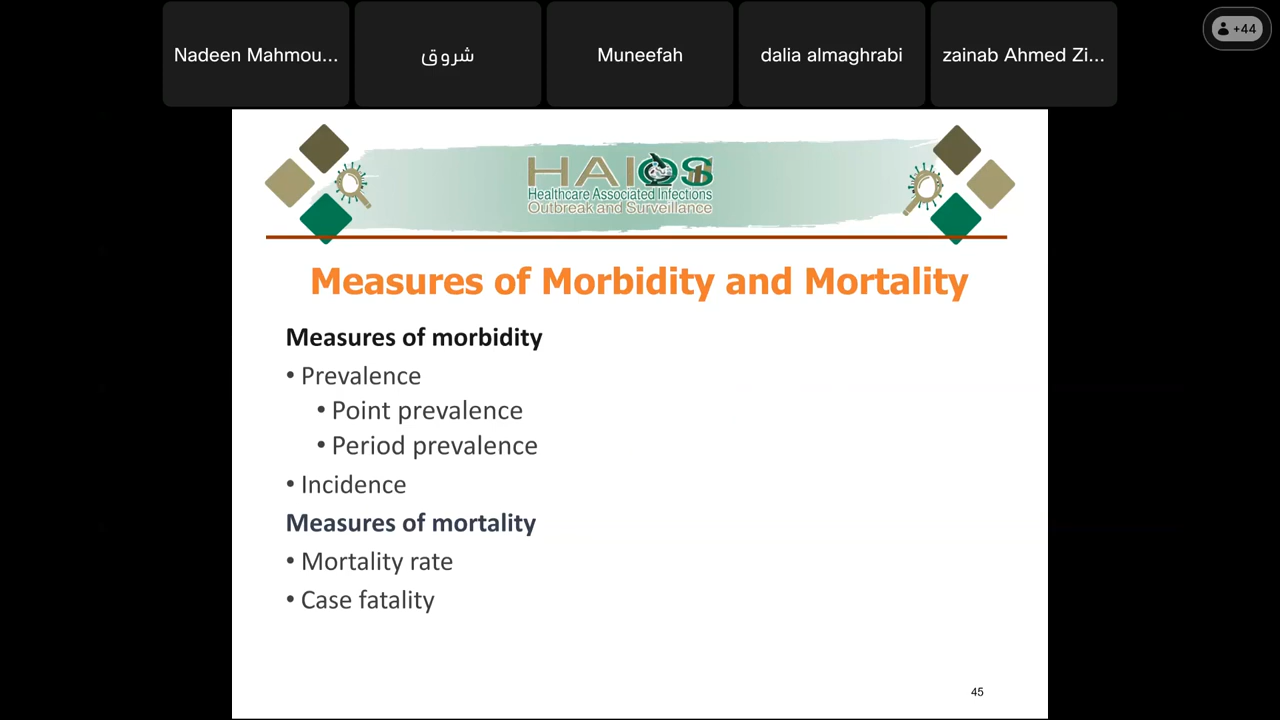 Nadeen Mahmou...
شروق
Muneefah
dalia almaghrabi
zainab Ahmed Zi...
+44
HAIOS
Healthcare Associated Infections
Outbreak and Surveillance
Measures of Morbidity and Mortality
Measures of morbidity
• Prevalence
• Point prevalence
• Period prevalence
• Incidence
Measures of mortality
• Mortality rate
• Case fatality
45